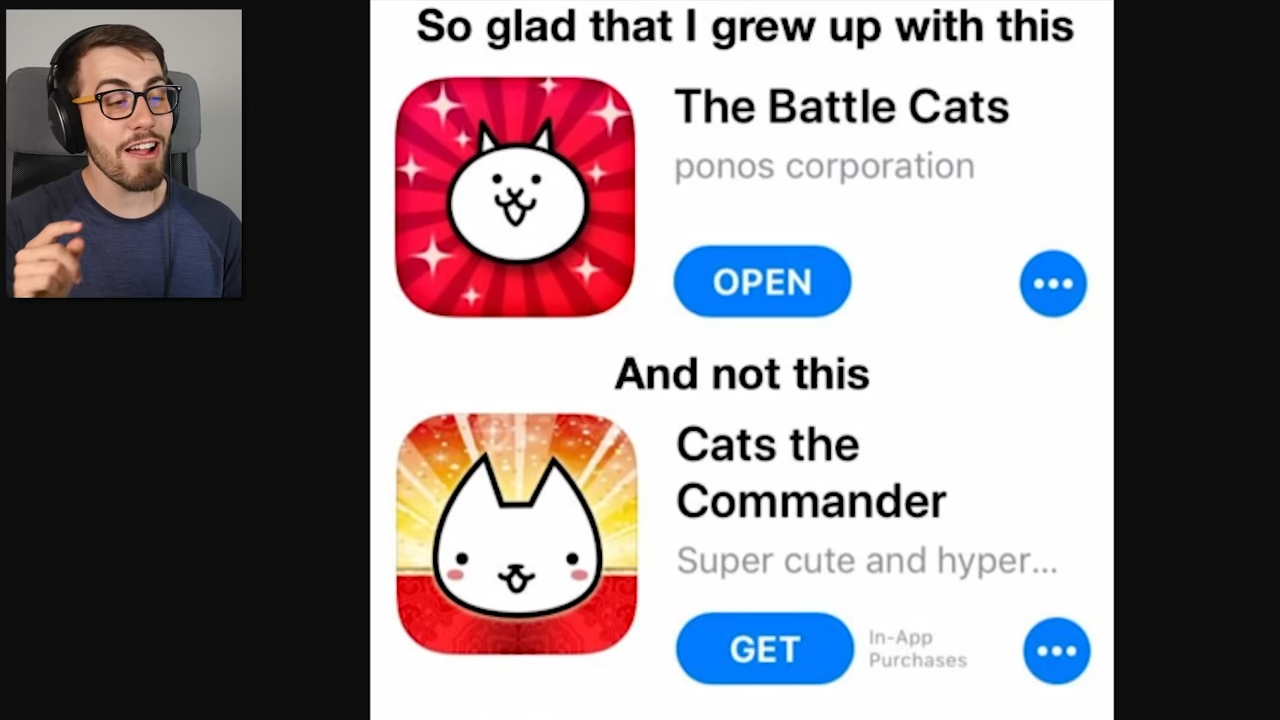 So glad that I grew up with this
The Battle Cats
ponos corporation
OPEN
And not this
Cats the
Commander
Super cute and hyper...
GET
In-App
Purchases